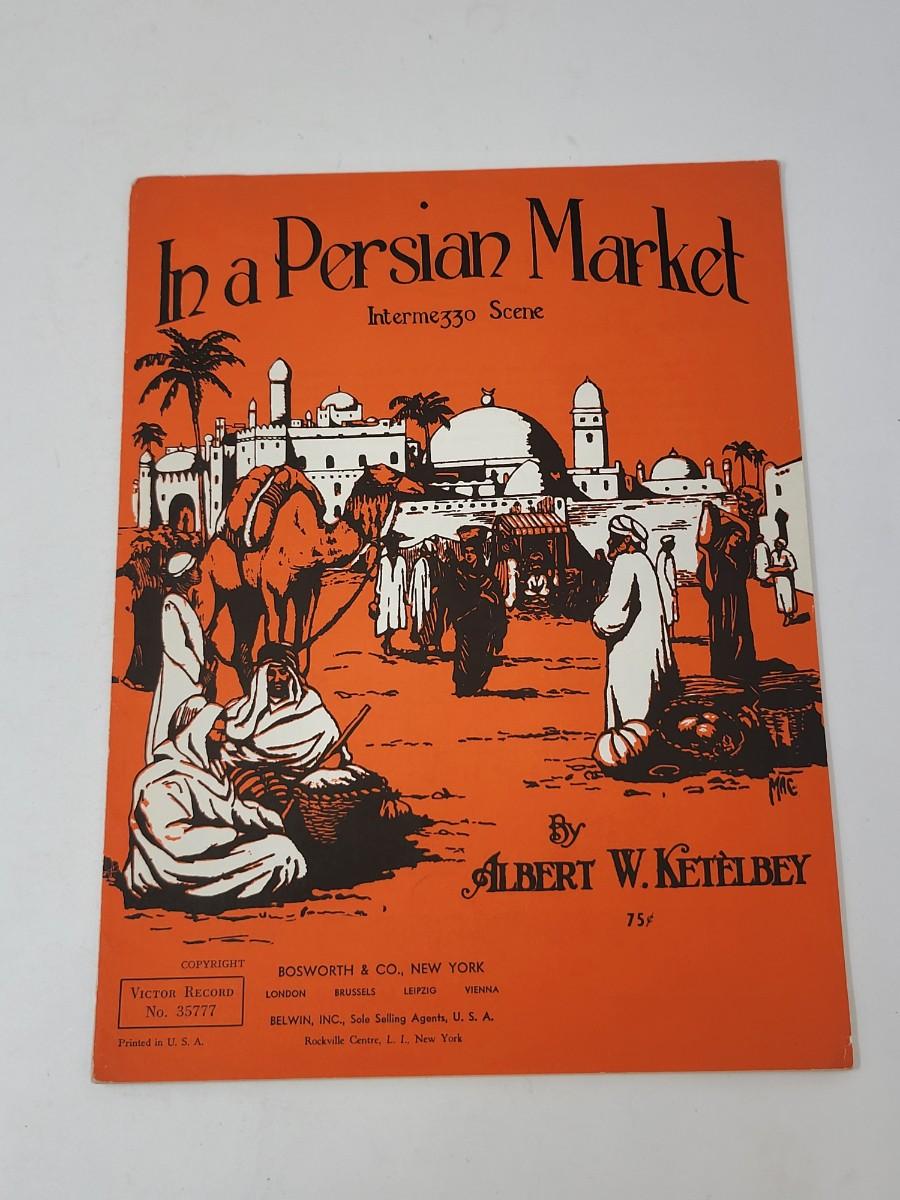 In a Persian Market
Intermezzo Scene
MAC
By
ALBERT W. KETÈLBEY
75¢
COPYRIGHT
VICTOR RECORD
No. 35777
Printed in U. S. A.
BOSWORTH & CO., NEW YORK
LONDON BRUSSELS LEIPZIG VIENNA
BELWIN, INC., Sole Selling Agents, U. S. A.
Rockville Centre, L. I., New York